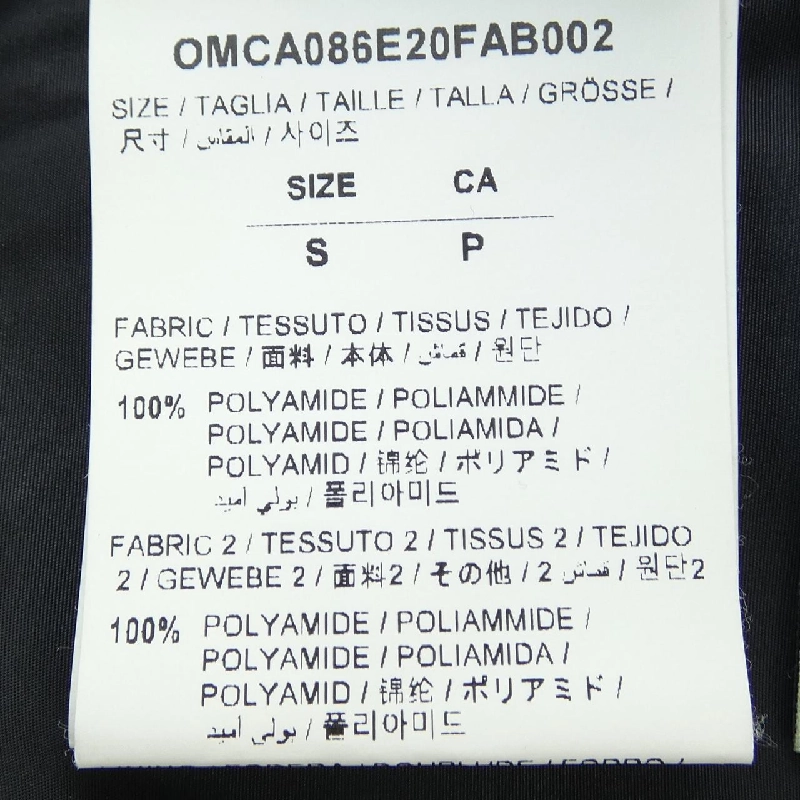 OMCA086E20FAB002
SIZE / TAGLIA / TAILLE / TALLA / GRÖSSE /
尺寸 / المقاس / 사이즈
SIZE CA
S P
FABRIC / TESSUTO / TISSUS / TEJIDO /
GEWEBE / 面料 / 本体 / قماش / 원단
100% POLYAMIDE / POLIAMMIDE /
POLYAMIDE / POLIAMIDA /
POLYAMID / 锦纶 / ポリアミド /
بولي أميد / 폴리아미드
FABRIC 2 / TESSUTO 2 / TISSUS 2 / TEJIDO
2 / GEWEBE 2 / 面料2 / その他 / 2 قماش / 원단2
100% POLYAMIDE / POLIAMMIDE /
POLYAMIDE / POLIAMIDA /
POLYAMID / 锦纶 / ポリアミド /
بولي أميد / 폴리아미드